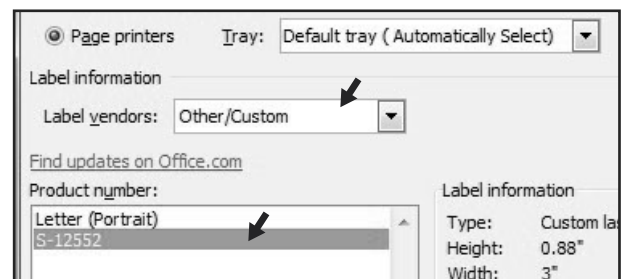 Page printers Tray: Default tray ( Automatically Select)
Label information
Label vendors: Other/Custom
Find updates on Office.com
Product number:
Letter (Portrait)
S-12552
Label information
Type: Custom
Height: 0.88"
Width: 3"